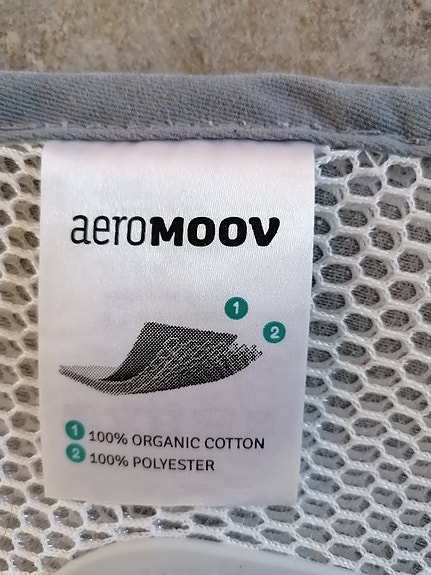 aeroMOOV
1
2
1 100% ORGANIC COTTON
2 100% POLYESTER